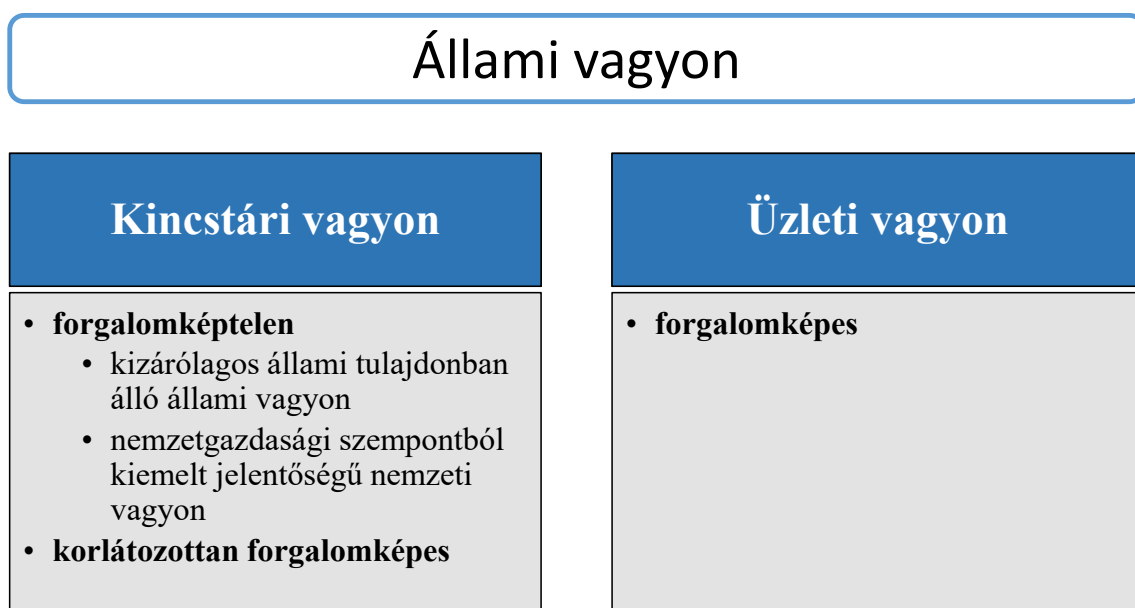 Állami vagyon
Kincstári vagyon
• forgalomképtelen
• kizárólagos állami tulajdonban
álló állami vagyon
• nemzetgazdasági szempontból
kiemelt jelentőségű nemzeti
vagyon
• korlátozottan forgalomképes
Üzleti vagyon
• forgalomképes